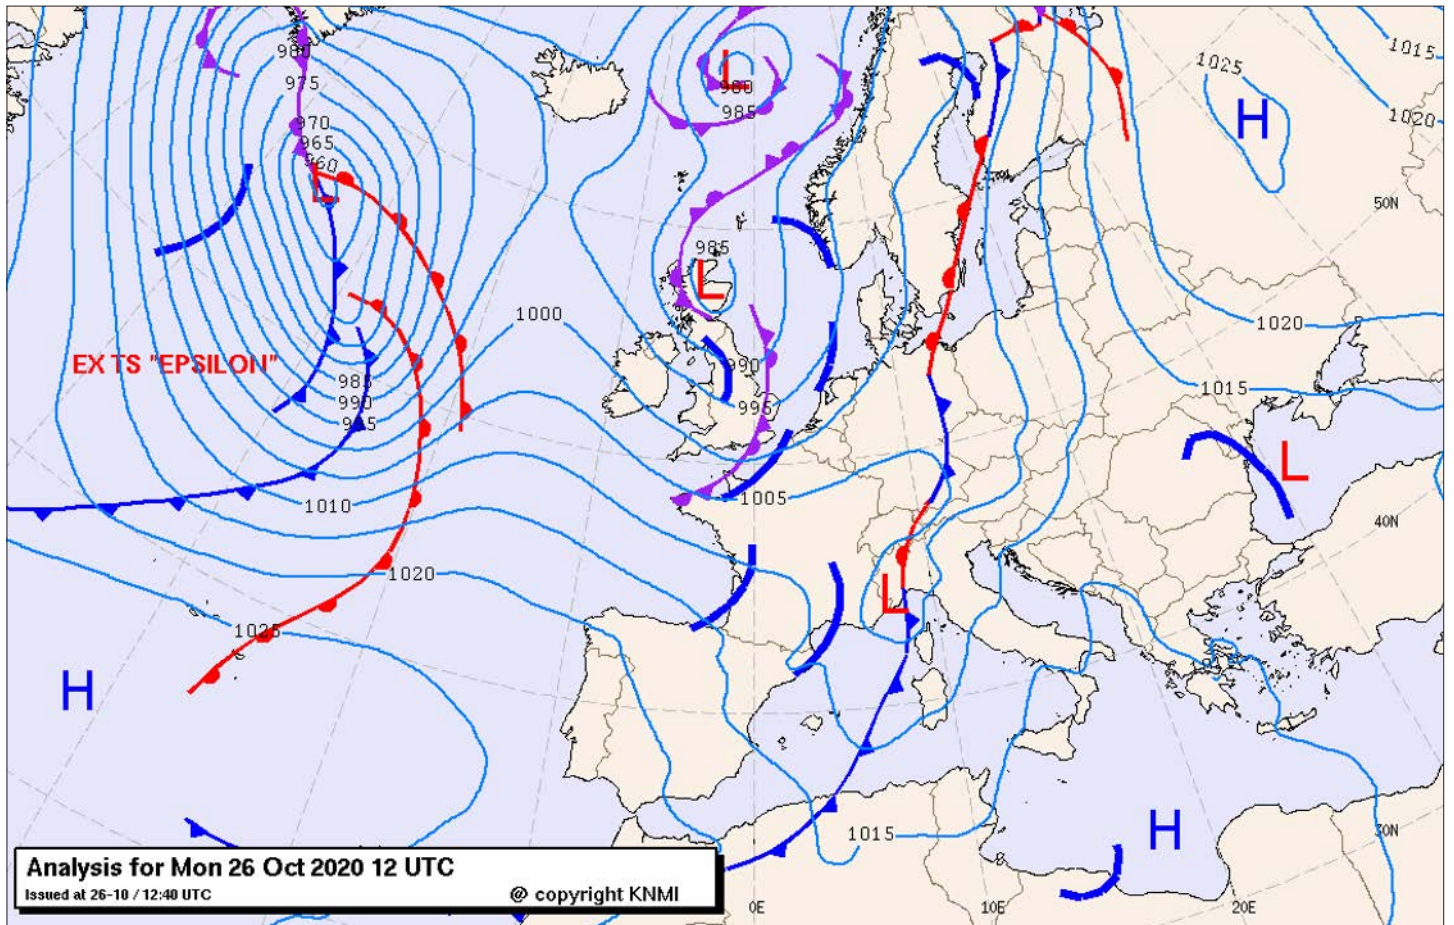 980
975
970
965
960
L
L
980
985
1015
1025
H
1020
50N
985
L
1000
1020
EX TS "EPSILON"
990
985
990
995
995
1015
L
1010
1005
40N
1020
L
1025
H
H
1015
30N
Analysis for Mon 26 Oct 2020 12 UTC
Issued at 26-10 / 12:40 UTC
@ copyright KNMI
0E
10E
20E